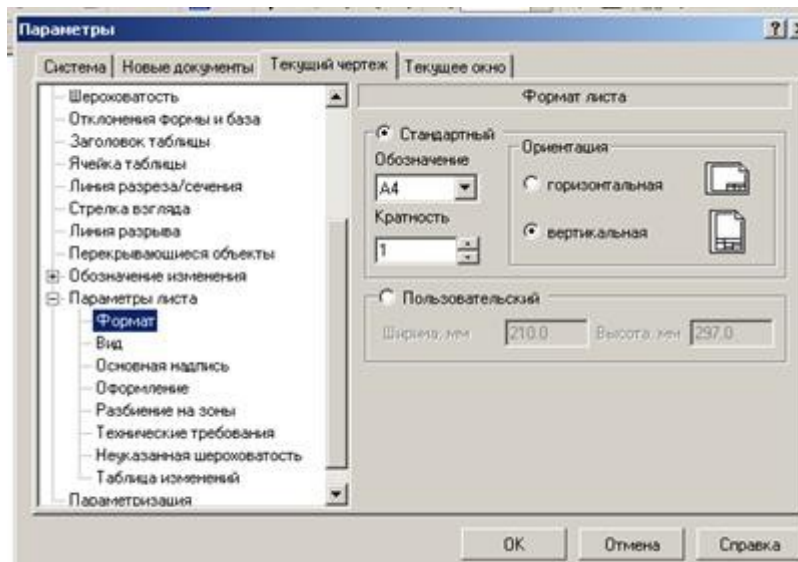 Параметры
Система Новые документы Текущий чертеж Текущее окно
Шероховатость
Отклонения формы и база
Заголовок таблицы
Ячейка таблицы
Линия разреза/сечения
Стрелка взгляда
Линия разрыва
Перекрывающиеся объекты
Обозначение изменения
Параметры листа
Формат
Вид
Основная надпись
Оформление
Разбиение на зоны
Технические требования
Неуказанная шероховатость
Таблица изменений
Параметризация
Формат листа
Стандартный
Обозначение
A4
Кратность
1
Ориентация
горизонтальная
вертикальная
Пользовательский
Ширина, мм 210.0 Высота, мм 297.0
OK Отмена Справка